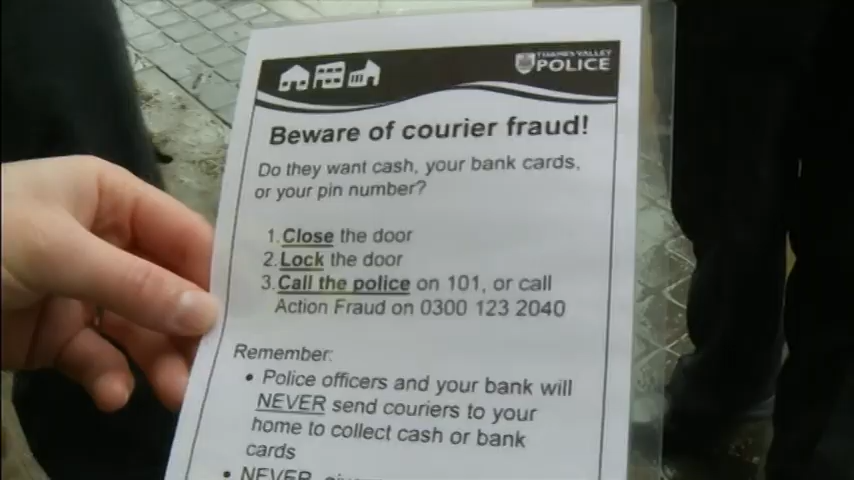 THAMES VALLEY
POLICE
Beware of courier fraud!
Do they want cash, your bank cards,
or your pin number?
1. Close the door
2. Lock the door
3. Call the police on 101, or call
Action Fraud on 0300 123 2040
Remember:
• Police officers and your bank will
NEVER send couriers to your
home to collect cash or bank
cards
• NEVER